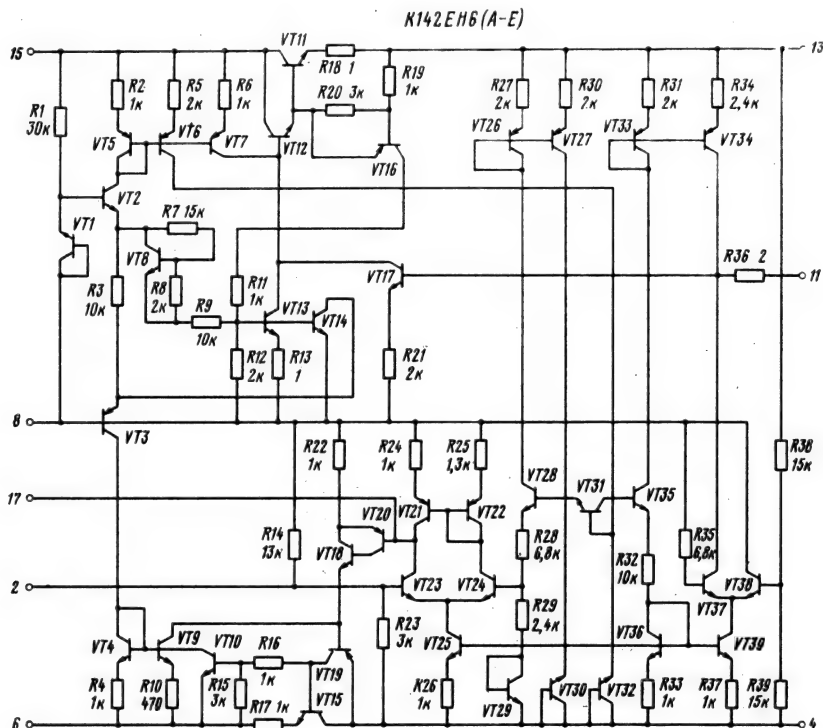 К142ЕН6(А-Е)
15
VT11
R18 1
13
R1
30к
R2
1к
R5
2к
R6
1к
R19
1к
R20 3к
R27
2к
R30
2к
R31
2к
R34
2,4к
VT5
VT6
VT7
VT12
VT16
VT26
VT27
VT33
VT34
VT2
VT1
R7 15к
VT8
R3
10к
R8
2к
R9
10к
R11
1к
VT13
VT14
VT17
R36 2
11
R12
2к
R13
1
R21
2к
8
VT3
R22
1к
R24
1к
R25
1,3к
R38
15к
17
VT20
VT21
VT22
VT28
VT31
VT35
R14
13к
VT18
R28
6,8к
R35
6,8к
R32
10к
2
VT23
VT24
VT38
VT37
R23
3к
R29
2,4к
VT4
VT9
VT10
R16
1к
VT19
VT25
VT36
VT39
R4
1к
R10
470
R15
3к
R17 1к
VT15
R26
1к
VT29
VT30
VT32
R33
1к
R37
1к
R39
15к
6
4